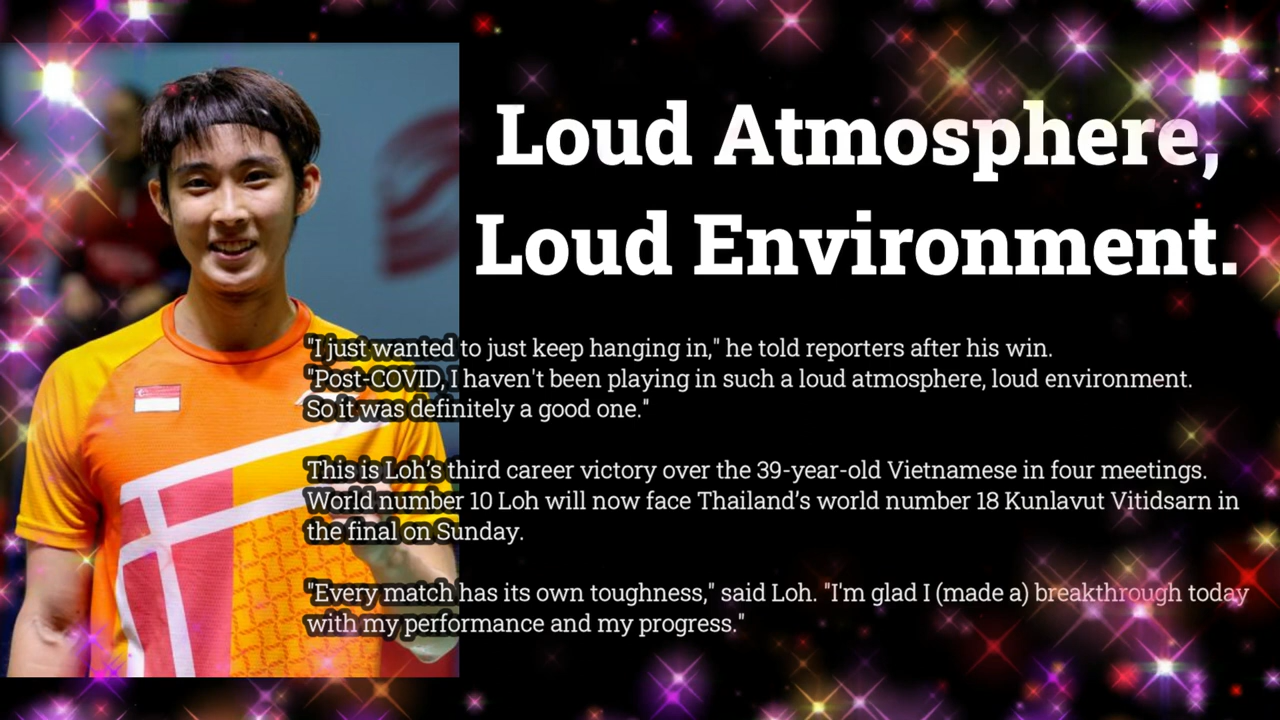 Loud Atmosphere,
Loud Environment.
"I just wanted to just keep hanging in," he told reporters after his win.
"Post-COVID, I haven't been playing in such a loud atmosphere, loud environment.
So it was definitely a good one."
This is Loh’s third career victory over the 39-year-old Vietnamese in four meetings.
World number 10 Loh will now face Thailand’s world number 18 Kunlavut Vitidsarn in
the final on Sunday.
"Every match has its own toughness," said Loh. "I'm glad I (made a) breakthrough today
with my performance and my progress."